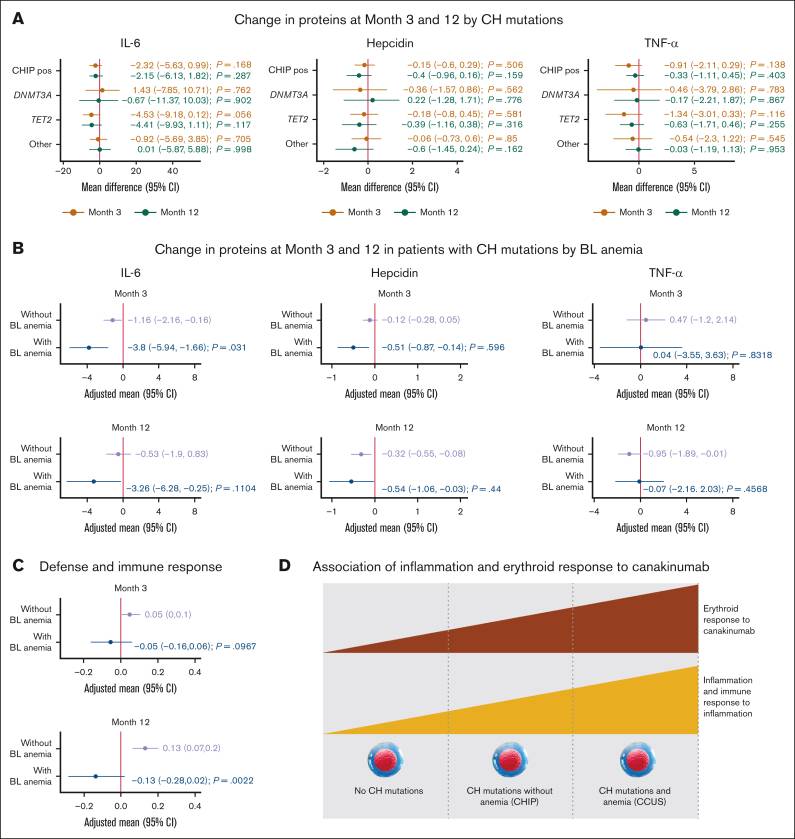 A
Change in proteins at Month 3 and 12 by CH mutations
IL-6
CHIP pos
DNMT3A
TET2
Other
−2.32 (−5.63, 0.99); P = .168
−2.15 (−6.13, 1.82); P = .287
1.43 (−7.85, 10.71); P = .762
−0.67 (−11.37, 10.03); P = .902
−4.53 (−9.18, 0.12); P = .056
−4.41 (−9.93, 1.11); P = .117
−0.92 (−5.69, 3.85); P = .705
0.01 (−5.87, 5.88); P = .998
−20 0 20 40
Mean difference (95% CI)
Month 3 Month 12
Hepcidin
CHIP pos
DNMT3A
TET2
Other
−0.15 (−0.6, 0.29); P = .506
−0.4 (−0.96, 0.16); P = .159
−0.36 (−1.57, 0.86); P = .562
0.22 (−1.28, 1.71); P = .776
−0.18 (−0.8, 0.45); P = .581
−0.39 (−1.16, 0.38); P = .316
−0.06 (−0.73, 0.6); P = .85
−0.6 (−1.45, 0.24); P = .162
−2 0 2 4
Mean difference (95% CI)
Month 3 Month 12
TNF-α
CHIP pos
DNMT3A
TET2
Other
−0.91 (−2.11, 0.29); P = .138
−0.33 (−1.11, 0.45); P = .403
−0.46 (−3.79, 2.86); P = .783
−0.17 (−2.21, 1.87); P = .867
−1.34 (−3.01, 0.33); P = .116
−0.63 (−1.71, 0.46); P = .255
−0.54 (−2.3, 1.22); P = .545
−0.03 (−1.19, 1.13); P = .953
0 5
Mean difference (95% CI)
Month 3 Month 12
B
Change in proteins at Month 3 and 12 in patients with CH mutations by BL anemia
IL-6
Month 3
Without
BL anemia
−1.16 (−2.16, −0.16)
With
BL anemia
−3.8 (−5.94, −1.66); P = .031
−4 0 4 8
Adjusted mean (95% CI)
Hepcidin
Month 3
Without
BL anemia
−0.12 (−0.28, 0.05)
With
BL anemia
−0.51 (−0.87, −0.14); P = .596
−1 0 1 2
Adjusted mean (95% CI)
TNF-α
Month 3
Without
BL anemia
0.47 (−1.2, 2.14)
With
BL anemia
0.04 (−3.55, 3.63); P = .8318
−4 0 4 8
Adjusted mean (95% CI)
Month 12
Without
BL anemia
−0.53 (−1.9, 0.83)
With
BL anemia
−3.26 (−6.28, −0.25); P = .1104
−4 0 4 8
Adjusted mean (95% CI)
Month 12
Without
BL anemia
−0.32 (−0.55, −0.08)
With
BL anemia
−0.54 (−1.06, −0.03); P = .44
−1 0 1 2
Adjusted mean (95% CI)
Month 12
Without
BL anemia
−0.95 (−1.89, −0.01)
With
BL anemia
−0.07 (−2.16. 2.03); P = .4568
−4 0 4 8
Adjusted mean (95% CI)
C
Defense and immune response
Month 3
Without
BL anemia
0.05 (0,0.1)
With
BL anemia
−0.05 (−0.16,0.06); P = .0967
−0.2 0.0 0.2 0.4
Adjusted mean (95% CI)
Month 12
Without
BL anemia
0.13 (0.07,0.2)
With
BL anemia
−0.13 (−0.28,0.02); P = .0022
−0.2 0.0 0.2 0.4
Adjusted mean (95% CI)
D
Association of inflammation and erythroid response to canakinumab
Erythroid
response to
canakinumab
Inflammation
and immune
response to
inflammation
No CH mutations
CH mutations without
anemia (CHIP)
CH mutations and
anemia (CCUS)